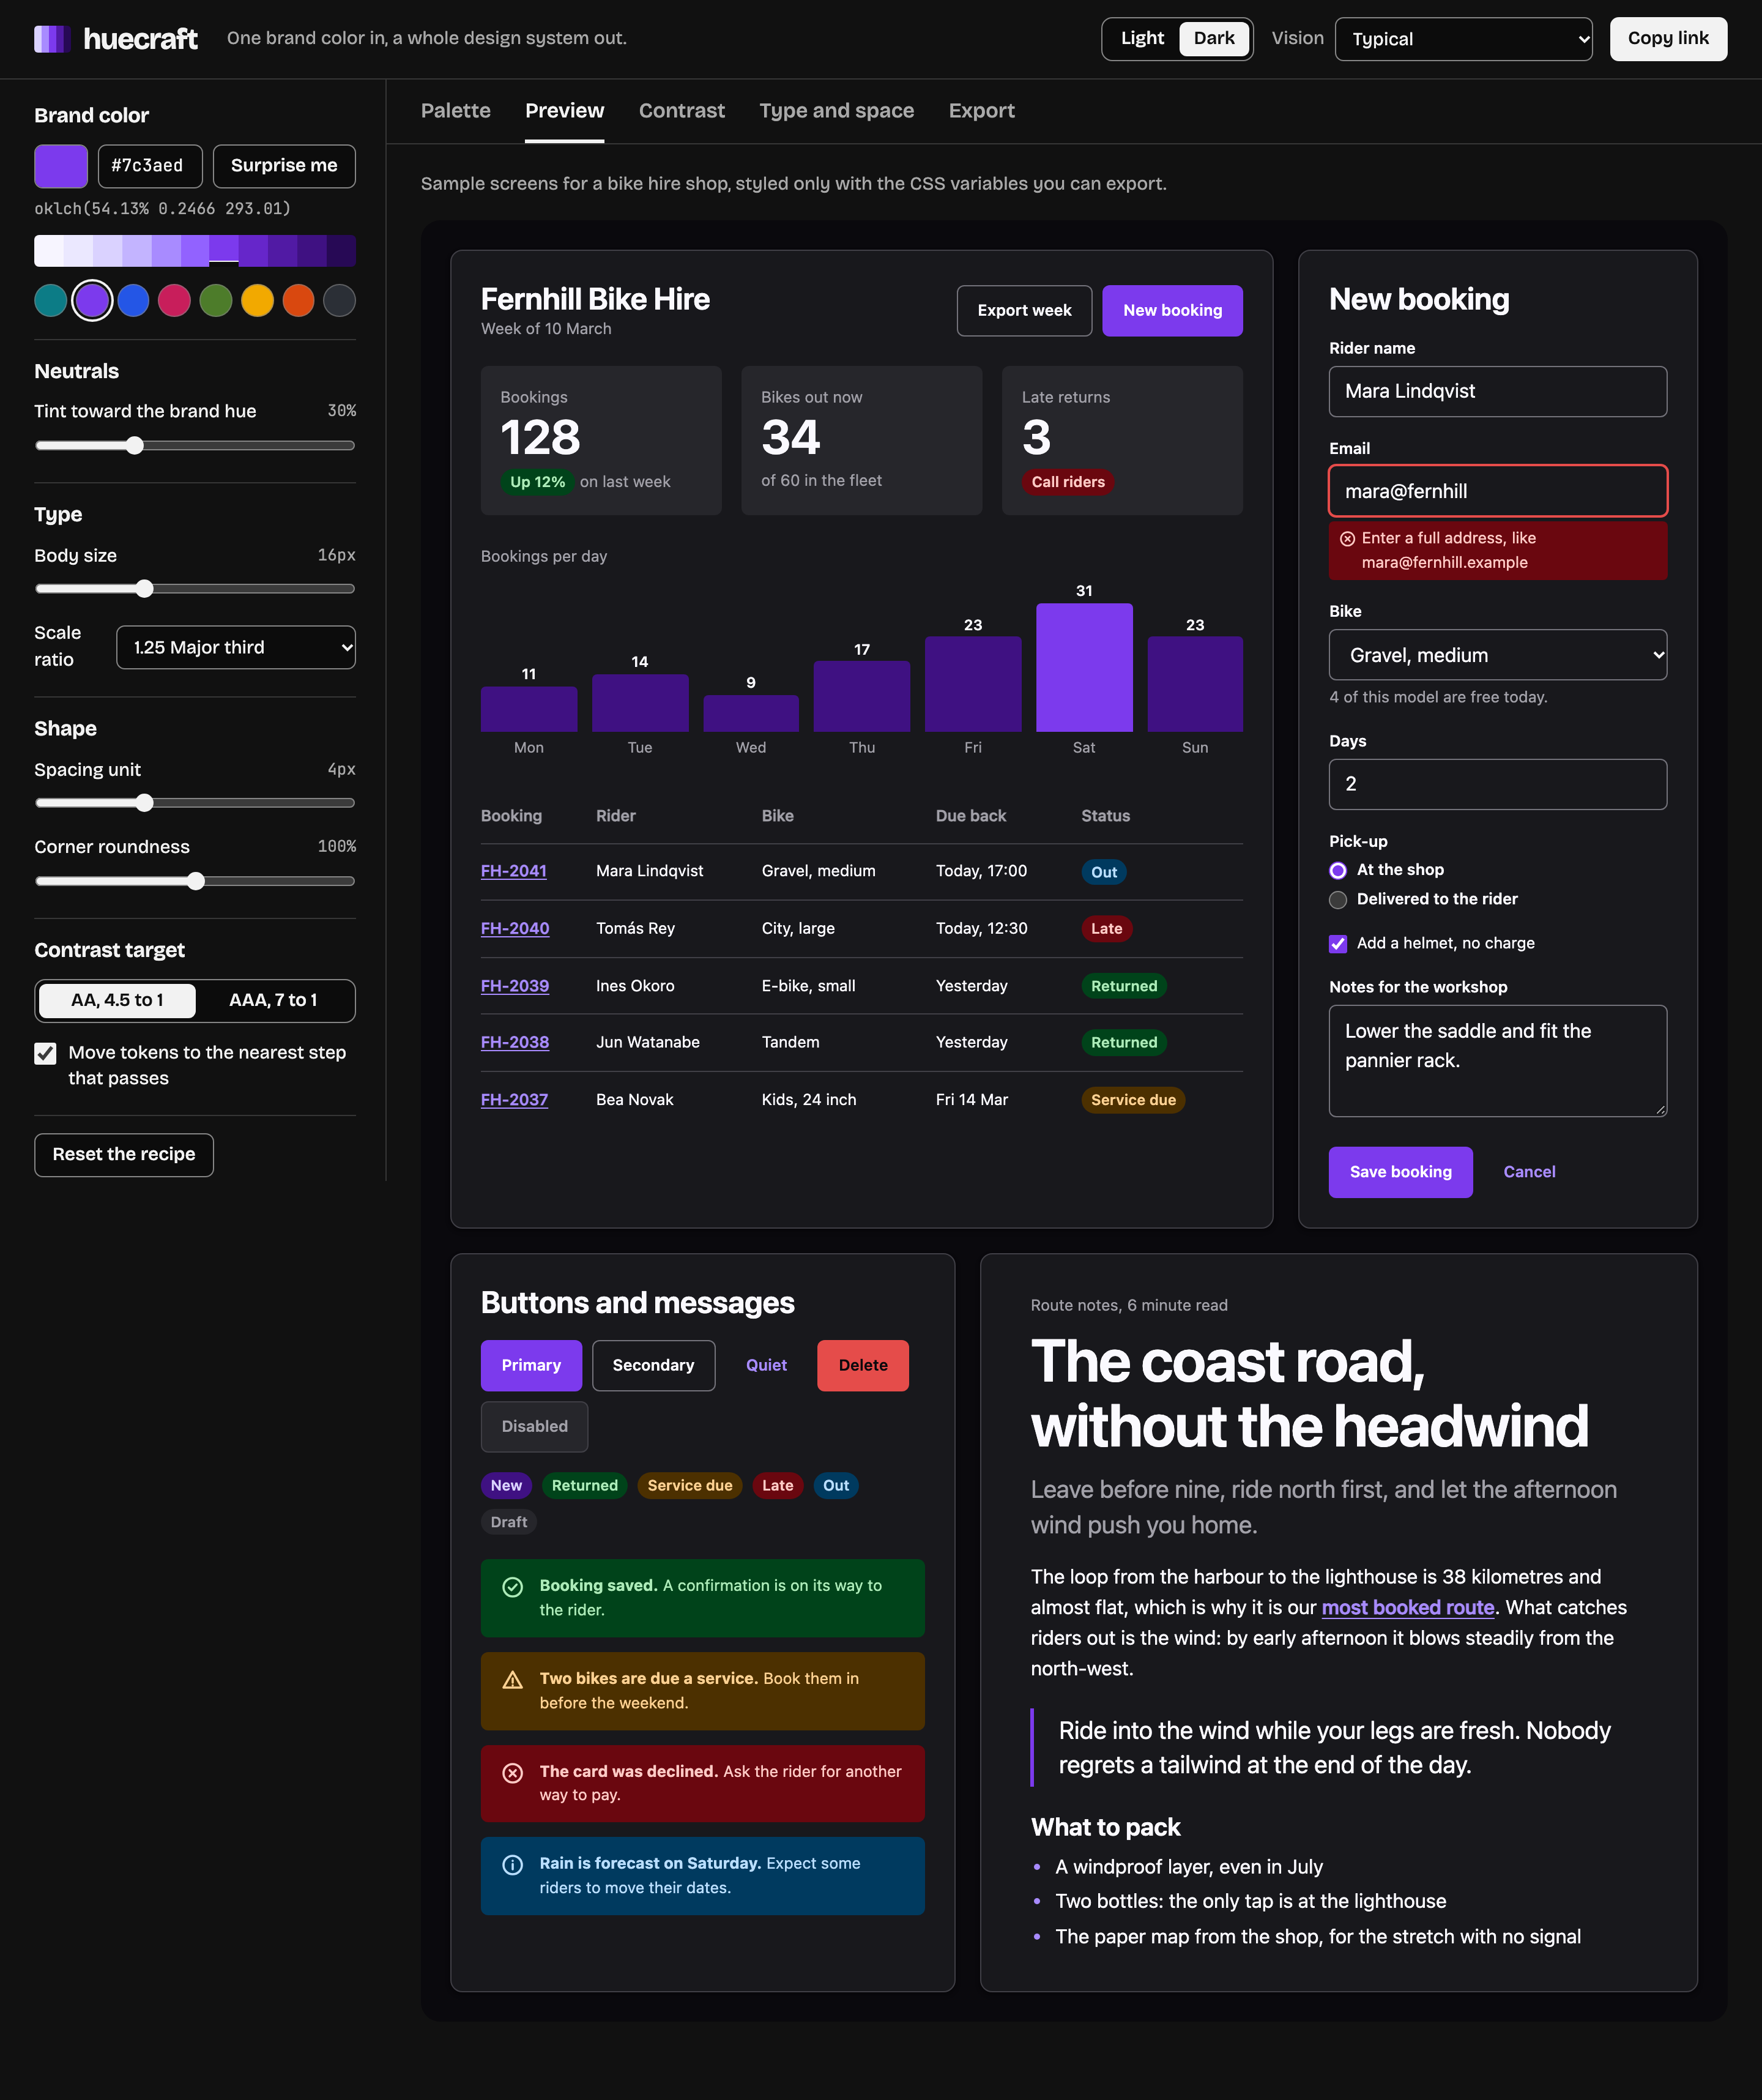 huecraft
One brand color in, a whole design system out.
Light
Dark
Vision
Typical
Copy link
Brand color
#7c3aed
Surprise me
oklch(54.13% 0.2466 293.01)
Neutrals
Tint toward the brand hue
30%
Type
Body size
16px
Scale
ratio
1.25 Major third
Shape
Spacing unit
4px
Corner roundness
100%
Contrast target
AA, 4.5 to 1
AAA, 7 to 1
Move tokens to the nearest step
that passes
Reset the recipe
Palette
Preview
Contrast
Type and space
Export
Sample screens for a bike hire shop, styled only with the CSS variables you can export.
Fernhill Bike Hire
Week of 10 March
Export week
New booking
Bookings
128
Up 12% on last week
Bikes out now
34
of 60 in the fleet
Late returns
3
Call riders
Bookings per day
11
14
9
17
23
31
23
Mon
Tue
Wed
Thu
Fri
Sat
Sun
Booking Rider Bike Due back Status
FH-2041 Mara Lindqvist Gravel, medium Today, 17:00 Out
FH-2040 Tomás Rey City, large Today, 12:30 Late
FH-2039 Ines Okoro E-bike, small Yesterday Returned
FH-2038 Jun Watanabe Tandem Yesterday Returned
FH-2037 Bea Novak Kids, 24 inch Fri 14 Mar Service due
New booking
Rider name
Mara Lindqvist
Email
mara@fernhill
Enter a full address, like
mara@fernhill.example
Bike
Gravel, medium
4 of this model are free today.
Days
2
Pick-up
At the shop
Delivered to the rider
Add a helmet, no charge
Notes for the workshop
Lower the saddle and fit the
pannier rack.
Save booking
Cancel
Buttons and messages
Primary
Secondary
Quiet
Delete
Disabled
New
Returned
Service due
Late
Out
Draft
Booking saved. A confirmation is on its way to
the rider.
Two bikes are due a service. Book them in
before the weekend.
The card was declined. Ask the rider for another
way to pay.
Rain is forecast on Saturday. Expect some
riders to move their dates.
Route notes, 6 minute read
The coast road,
without the headwind
Leave before nine, ride north first, and let the afternoon
wind push you home.
The loop from the harbour to the lighthouse is 38 kilometres and
almost flat, which is why it is our most booked route. What catches
riders out is the wind: by early afternoon it blows steadily from the
north-west.
Ride into the wind while your legs are fresh. Nobody
regrets a tailwind at the end of the day.
What to pack
• A windproof layer, even in July
• Two bottles: the only tap is at the lighthouse
• The paper map from the shop, for the stretch with no signal